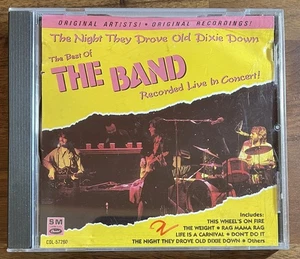 ORIGINAL ARTISTS! • ORIGINAL RECORDINGS!
The Night They Drove Old Dixie Down
The Best of
THE BAND
Recorded Live In Concert!
Includes:
THIS WHEEL'S ON FIRE
THE WEIGHT • RAG MAMA RAG
LIFE IS A CARNIVAL • DON'T DO IT
THE NIGHT THEY DROVE OLD DIXIE DOWN • Others
2
SM